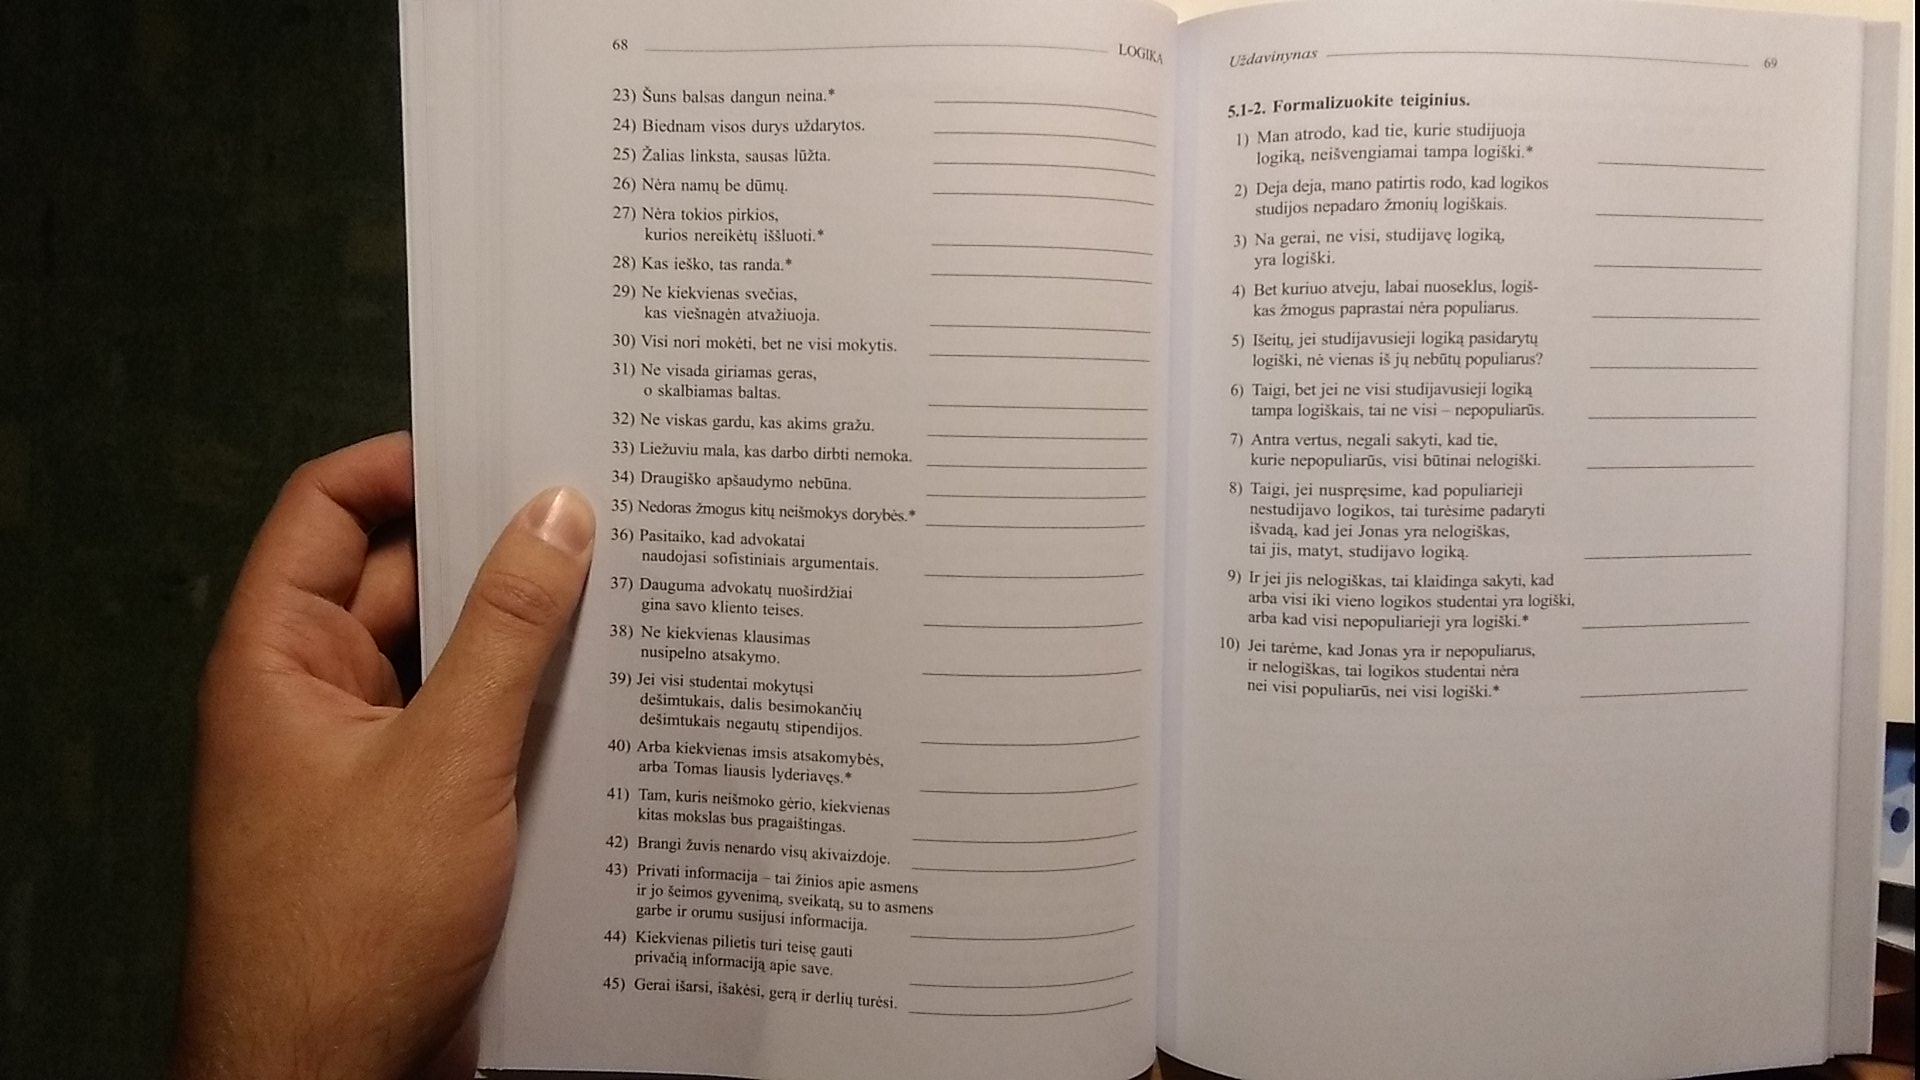 68 LOGIKA
23) Šuns balsas dangun neina.*
24) Biednam visos durys uždarytos.
25) Žalias linksta, sausas lūžta.
26) Nėra namų be dūmų.
27) Nėra tokios pirkios,
kurios nereikėtų iššluoti.*
28) Kas ieško, tas randa.*
29) Ne kiekvienas svečias,
kas viešnagėn atvažiuoja.
30) Visi nori mokėti, bet ne visi mokytis.
31) Ne visada giriamas geras,
o skalbiamas baltas.
32) Ne viskas gardu, kas akims gražu.
33) Liežuviu mala, kas darbo dirbti nemoka.
34) Draugiško apšaudymo nebūna.
35) Nedoras žmogus kitų neišmokys dorybės.*
36) Pasitaiko, kad advokatai
naudojasi sofistiniais argumentais.
37) Dauguma advokatų nuoširdžiai
gina savo kliento teises.
38) Ne kiekvienas klausimas
nusipelno atsakymo.
39) Jei visi studentai mokytųsi
dešimtukais, dalis besimokančių
dešimtukais negautų stipendijos.
40) Arba kiekvienas imsis atsakomybės,
arba Tomas liausis lyderiavęs.*
41) Tam, kuris neišmoko gėrio, kiekvienas
kitas mokslas bus pragaištingas.
42) Brangi žuvis nenardo visų akivaizdoje.
43) Privati informacija – tai žinios apie asmens
ir jo šeimos gyvenimą, sveikatą, su to asmens
garbe ir orumu susijusi informacija.
44) Kiekvienas pilietis turi teisę gauti
privačią informaciją apie save.
45) Gerai išarsi, išakėsi, gerą ir derlių turėsi.
Uždavinynas 69
5.1-2. Formalizuokite teiginius.
1) Man atrodo, kad tie, kurie studijuoja
logiką, neišvengiamai tampa logiški.*
2) Deja deja, mano patirtis rodo, kad logikos
studijos nepadaro žmonių logiškais.
3) Na gerai, ne visi, studijavę logiką,
yra logiški.
4) Bet kuriuo atveju, labai nuoseklus, logiš-
kas žmogus paprastai nėra populiarus.
5) Išeitų, jei studijavusieji logiką pasidarytų
logiški, nė vienas iš jų nebūtų populiarus?
6) Taigi, bet jei ne visi studijavusieji logiką
tampa logiškais, tai ne visi – nepopuliarūs.
7) Antra vertus, negali sakyti, kad tie,
kurie nepopuliarūs, visi būtinai nelogiški.
8) Taigi, jei nuspręsime, kad populiarieji
nestudijavo logikos, tai turėsime padaryti
išvadą, kad jei Jonas yra nelogiškas,
tai jis, matyt, studijavo logiką.
9) Ir jei jis nelogiškas, tai klaidinga sakyti, kad
arba visi iki vieno logikos studentai yra logiški,
arba kad visi nepopuliarieji yra logiški.*
10) Jei tarėme, kad Jonas yra ir nepopuliarus,
ir nelogiškas, tai logikos studentai nėra
nei visi populiarūs, nei visi logiški.*